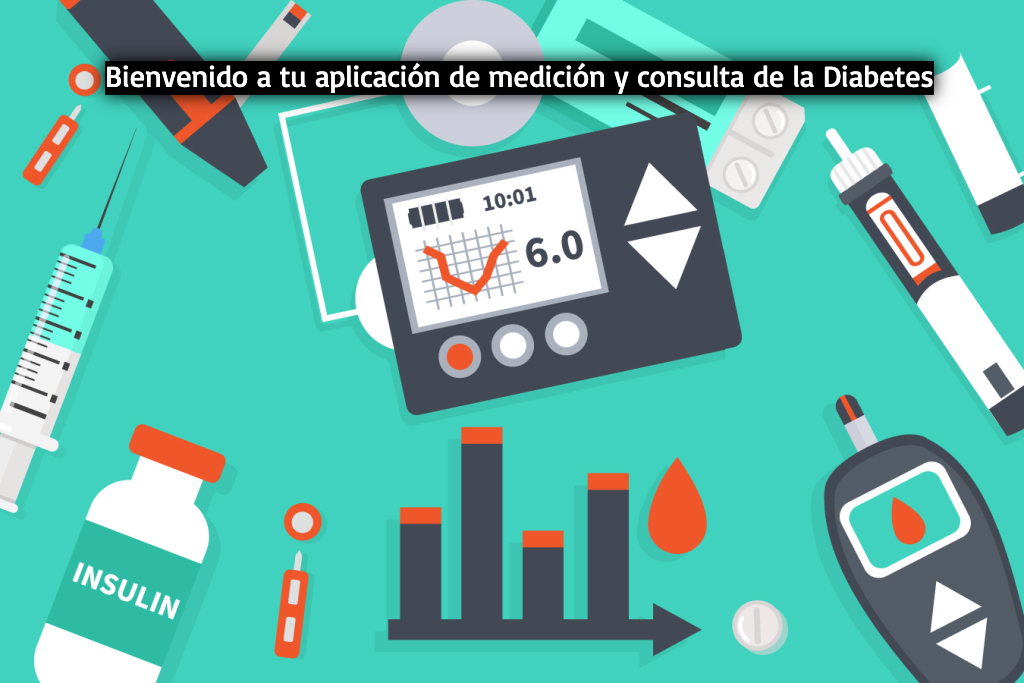 Bienvenido a tu aplicación de medición y consulta de la Diabetes
10:01
6.0
INSULIN